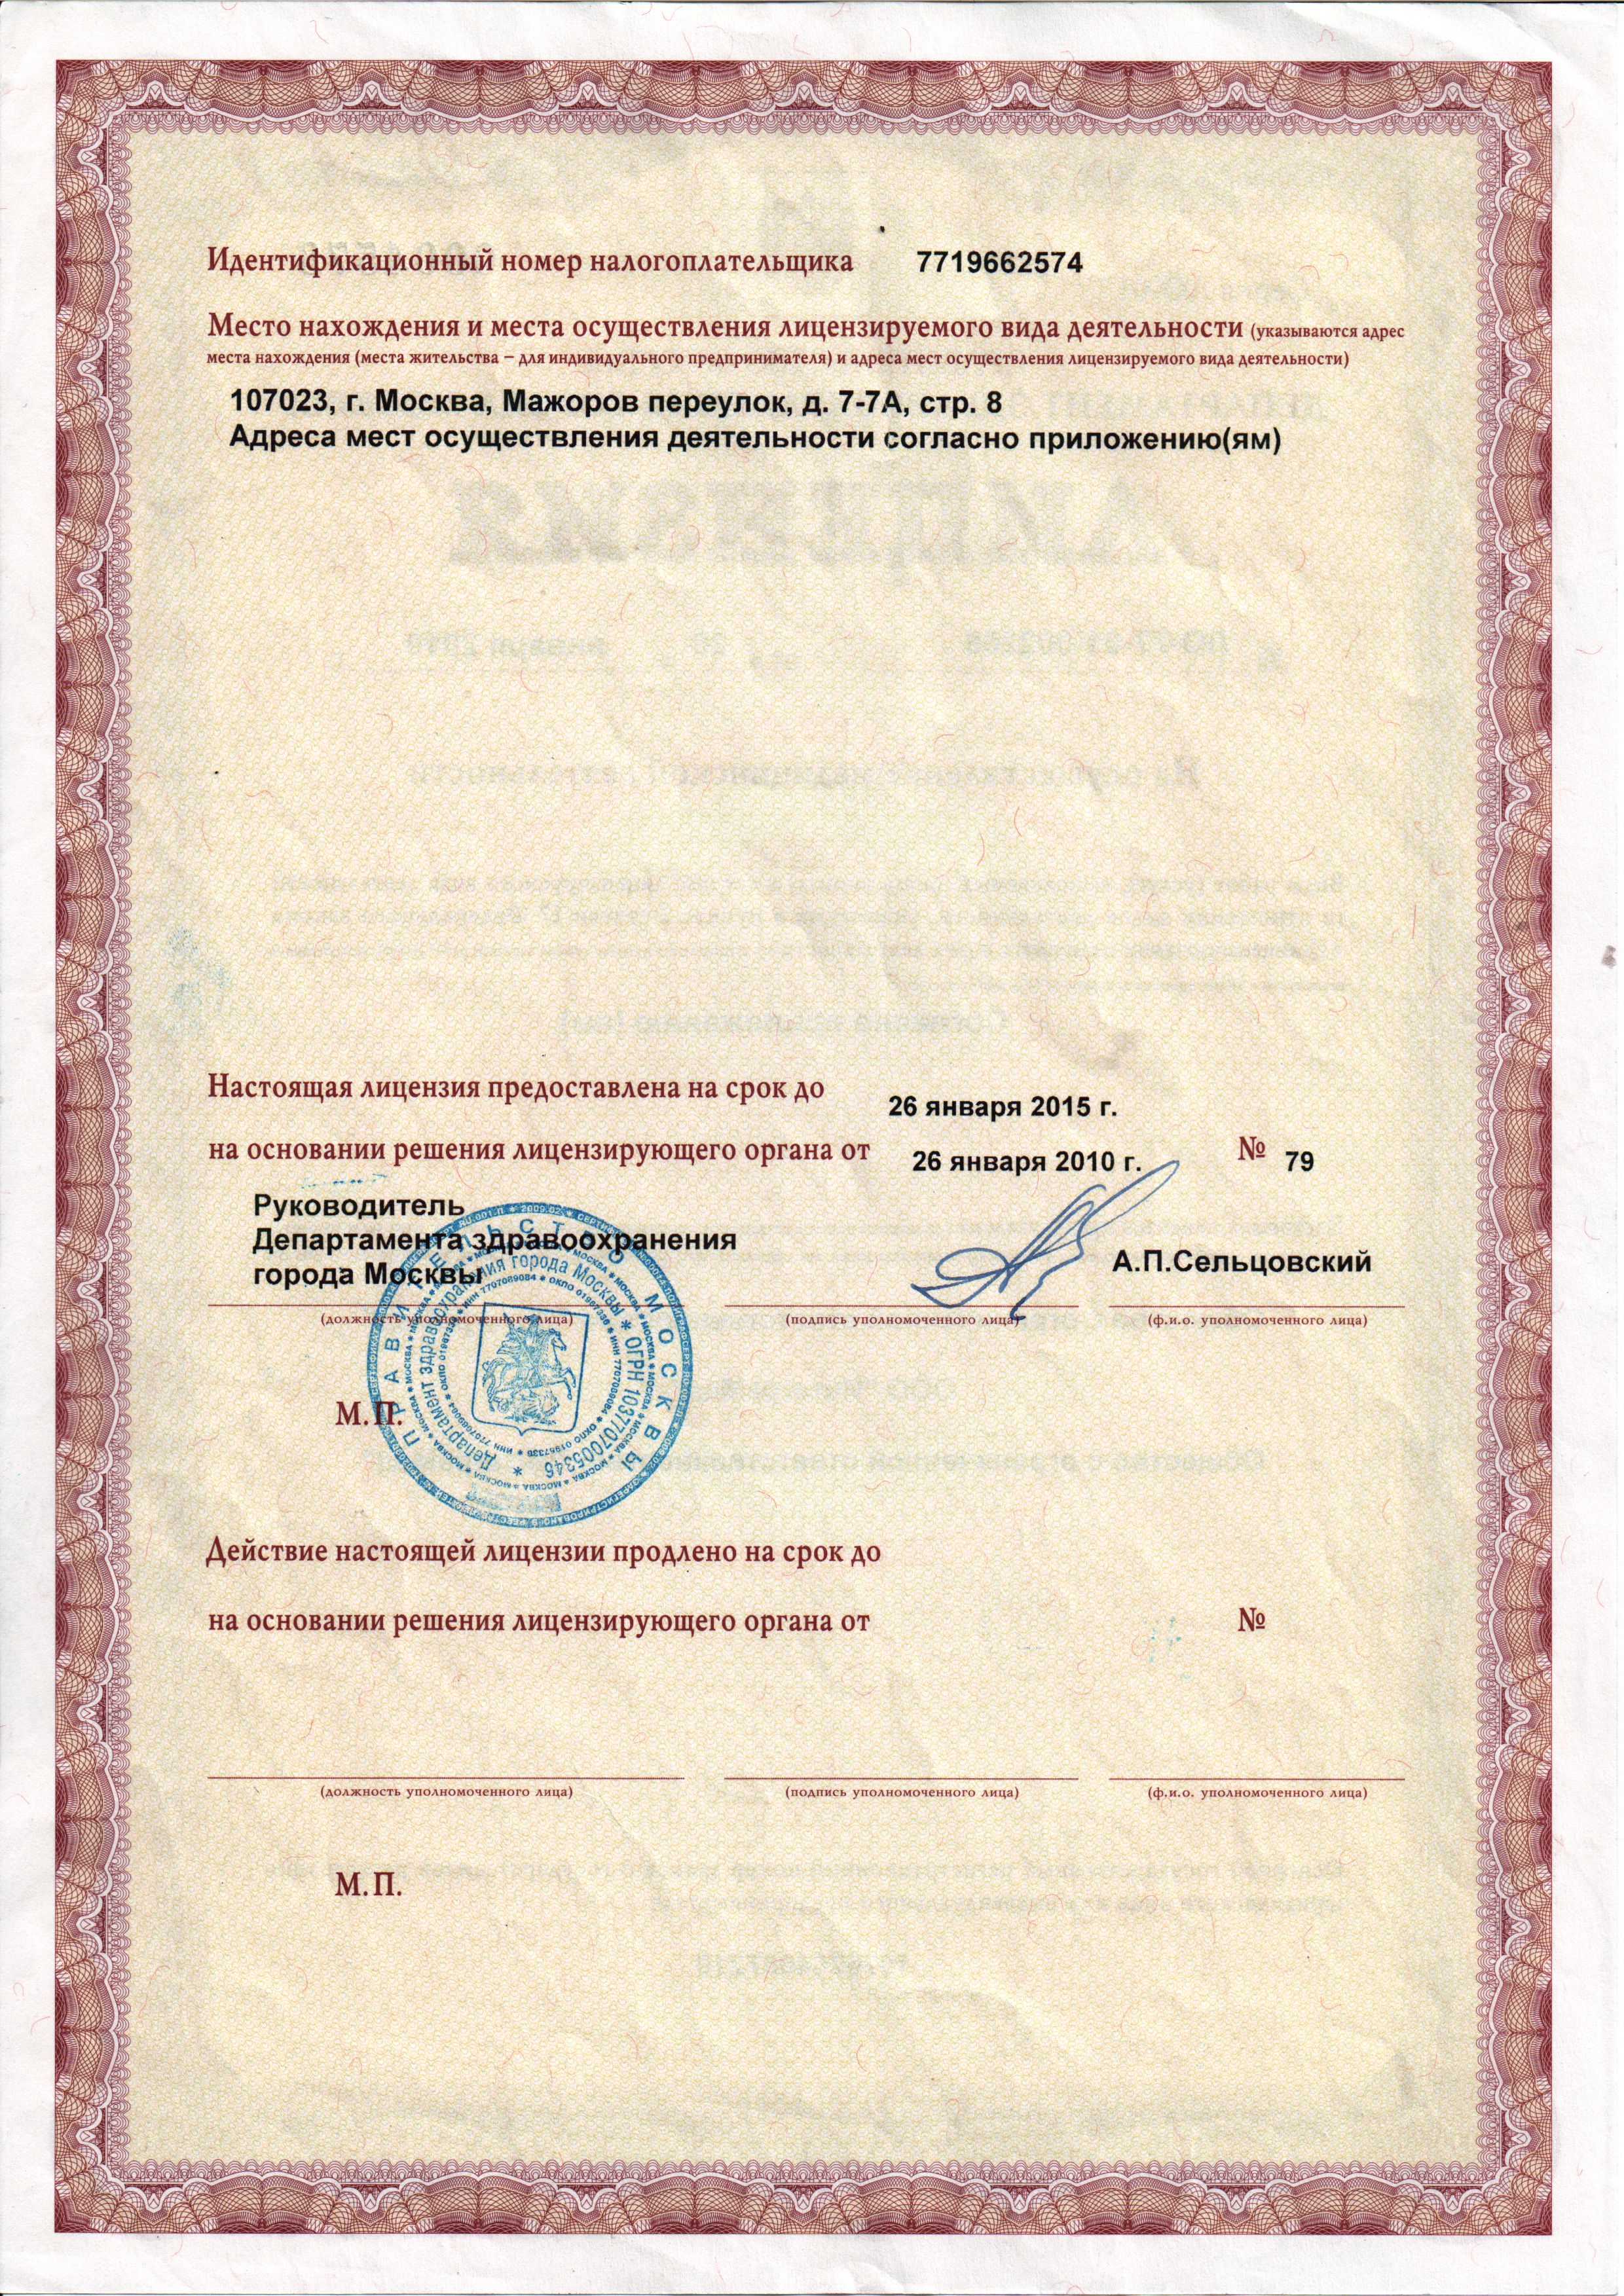 Идентификационный номер налогоплательщика 7719662574
Место нахождения и места осуществления лицензируемого вида деятельности (указываются адрес
места нахождения (места жительства – для индивидуального предпринимателя) и адреса мест осуществления лицензируемого вида деятельности)
107023, г. Москва, Мажоров переулок, д. 7-7А, стр. 8
Адреса мест осуществления деятельности согласно приложению(ям)
Настоящая лицензия предоставлена на срок до 26 января 2015 г.
на основании решения лицензирующего органа от 26 января 2010 г. № 79
Руководитель
Департамента здравоохранения
города Москвы А.П.Сельцовский
(должность уполномоченного лица) (подпись уполномоченного лица) (ф.и.о. уполномоченного лица)
М.П.
ПРАВИТЕЛЬСТВО МОСКВЫ
Департамент здравоохранения города Москвы * ОГРН 1037707005346 *
ИНН 7707089084 * ОКПО 01967336
Действие настоящей лицензии продлено на срок до
на основании решения лицензирующего органа от №
(должность уполномоченного лица) (подпись уполномоченного лица) (ф.и.о. уполномоченного лица)
М.П.